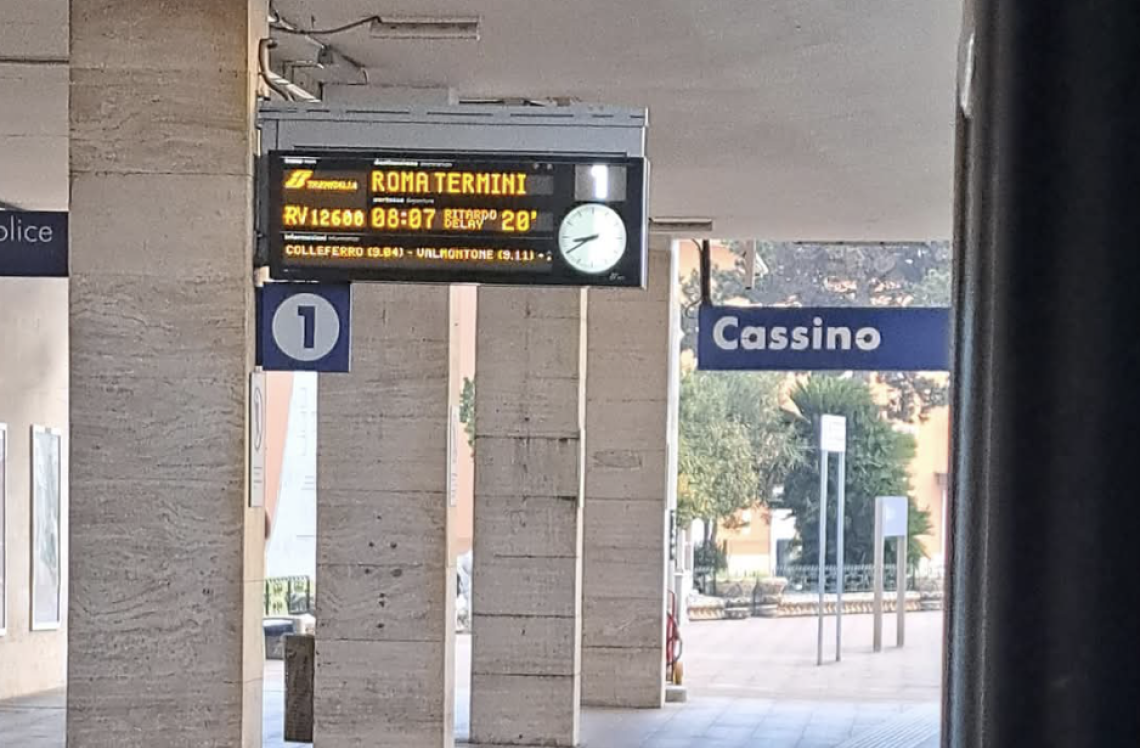 olice
TRENITALIA
ROMA TERMINI
1
RV 12600 08:07 RITARDO DELAY 20'
COLLEFERRO (9.04) - VALMONTONE (9.11) -
1
Cassino